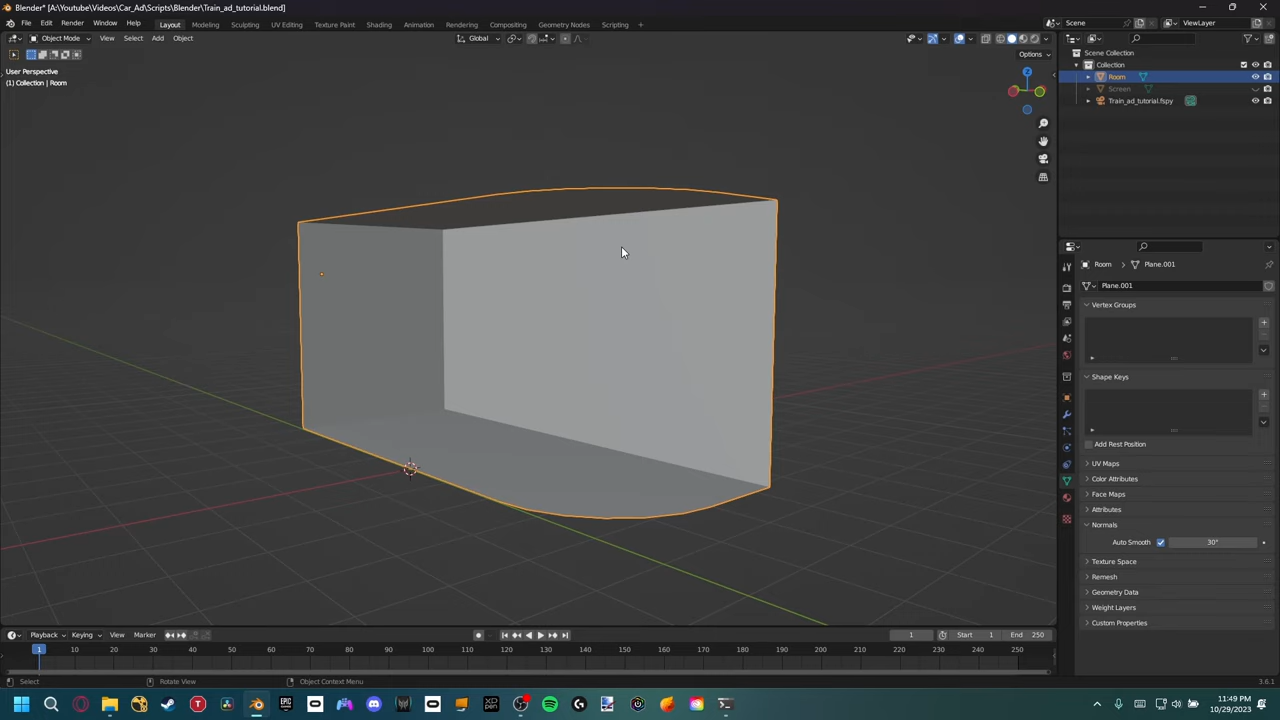 Blender* [A:\Youtube\Videos\Car_Ad\Scripts\Blender\Train_ad_tutorial.blend]
File Edit Render Window Help Layout Modeling Sculpting UV Editing Texture Paint Shading Animation Rendering Compositing Geometry Nodes Scripting + Scene ViewLayer
Object Mode View Select Add Object Global
Options
User Perspective
(1) Collection | Room
Scene Collection
Collection
Room
Screen
Train_ad_tutorial.fspy
Room > Plane.001
Plane.001
Vertex Groups
Shape Keys
Add Rest Position
UV Maps
Color Attributes
Face Maps
Attributes
Normals
Auto Smooth 30°
Texture Space
Remesh
Geometry Data
Weight Layers
Custom Properties
Playback Keying View Marker 1 Start 1 End 250
1 10 20 30 40 50 60 70 80 90 100 110 120 130 140 150 160 170 180 190 200 210 220 230 240 250
Select Rotate View Object Context Menu 3.6.1
11:49 PM
10/29/2023